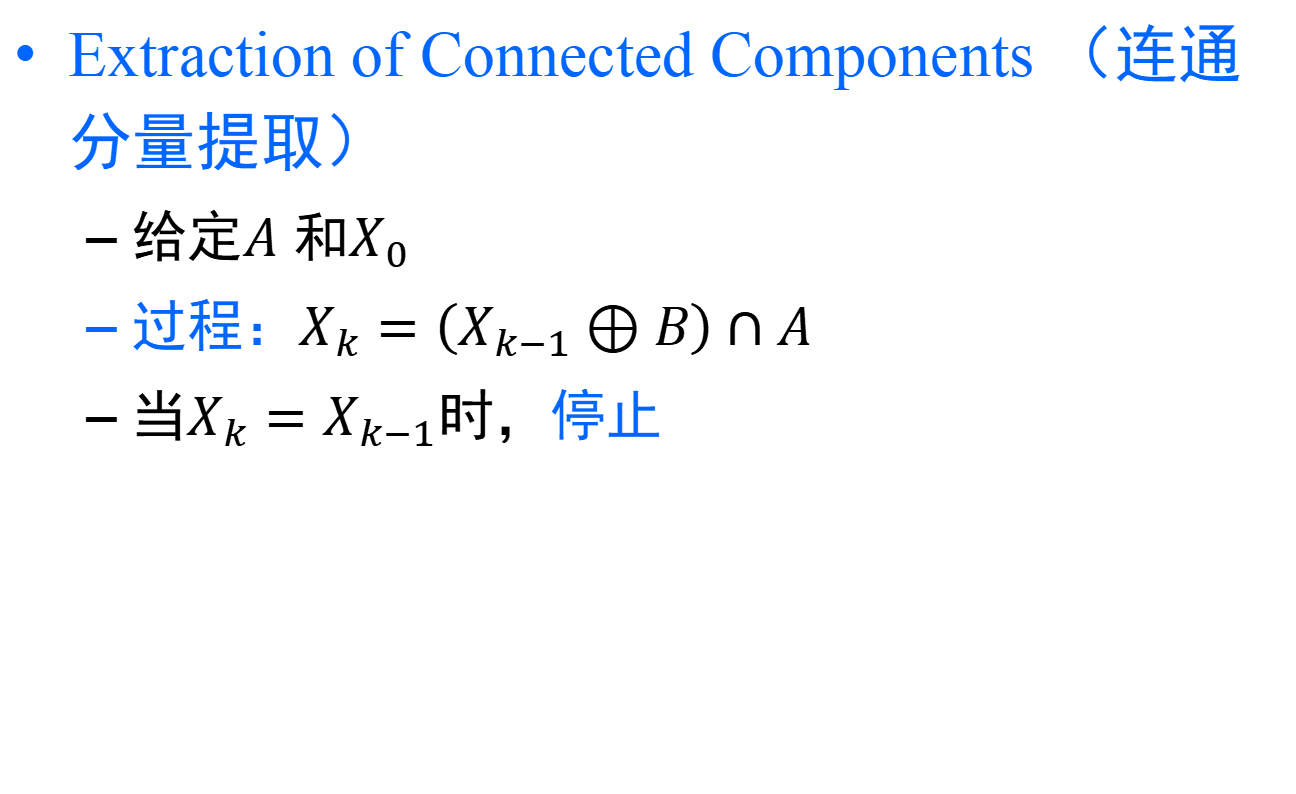 • Extraction of Connected Components （连通
分量提取）
– 给定A 和X₀
– 过程：Xₖ = (Xₖ₋₁ ⊕ B) ∩ A
– 当Xₖ = Xₖ₋₁时，停止